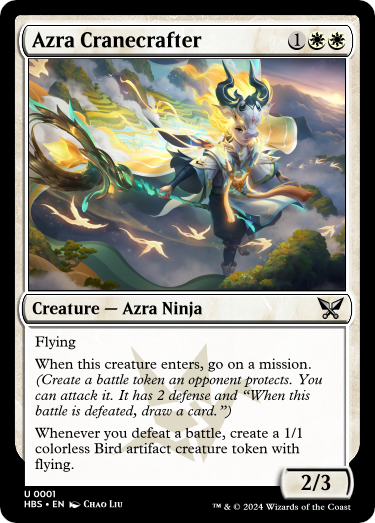 Azra Cranecrafter 1
Creature — Azra Ninja
Flying
When this creature enters, go on a mission.
(Create a battle token an opponent protects. You
can attack it. It has 2 defense and “When this
battle is defeated, draw a card.”)
Whenever you defeat a battle, create a 1/1
colorless Bird artifact creature token with
flying.
2/3
U 0001
HBS • EN Chao Liu
™ & © 2024 Wizards of the Coast